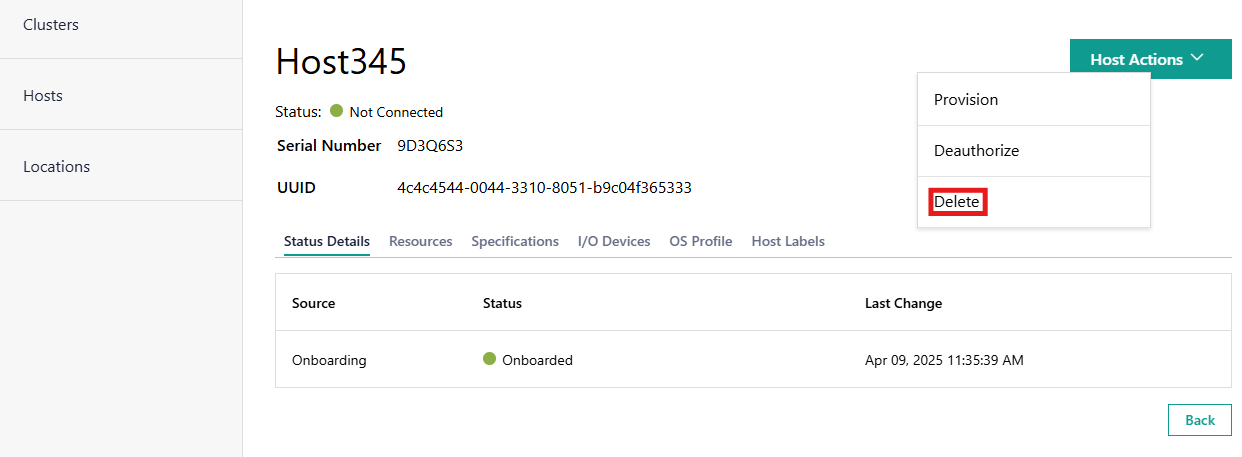 Clusters
Hosts
Locations
Host345
Host Actions
Status: Not Connected
Serial Number 9D3Q6S3
UUID 4c4c4544-0044-3310-8051-b9c04f365333
Provision
Deauthorize
Delete
Status Details Resources Specifications I/O Devices OS Profile Host Labels
Source Status Last Change
Onboarding Onboarded Apr 09, 2025 11:35:39 AM
Back